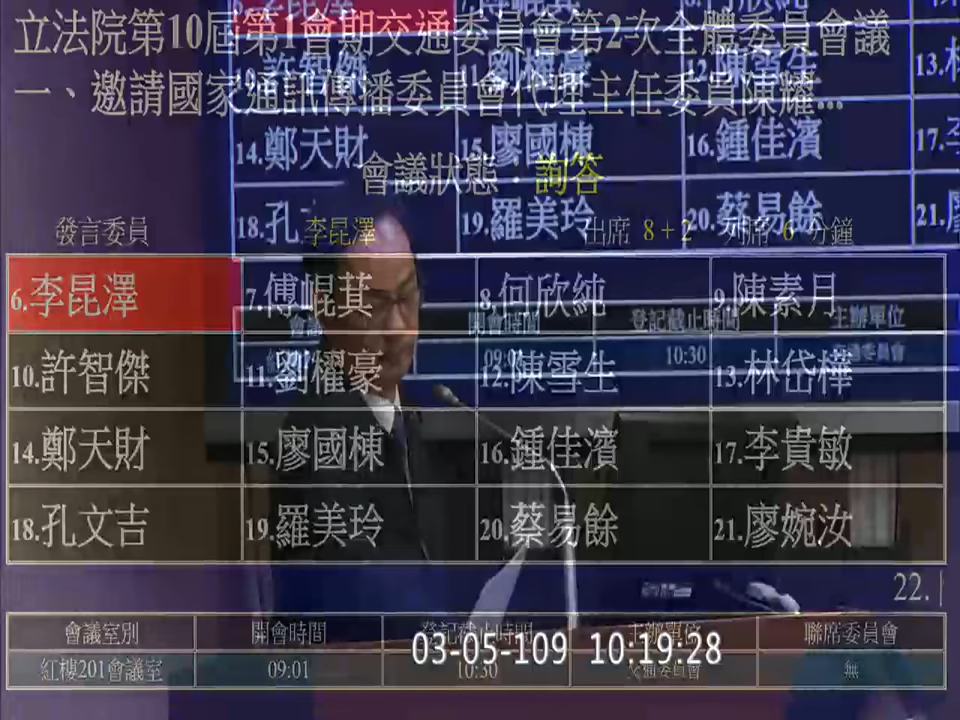 立法院第10屆第1會期交通委員會第2次全體委員會議
一、邀請國家通訊傳播委員會代理主任委員陳耀...
會議狀態：詢答
發言委員 李昆澤 出席 8 + 2 列席 6 分鐘
6.李昆澤 7.傅崐萁 8.何欣純 9.陳素月
10.許智傑 11.劉櫂豪 12.陳雪生 13.林岱樺
14.鄭天財 15.廖國棟 16.鍾佳濱 17.李貴敏
18.孔文吉 19.羅美玲 20.蔡易餘 21.廖婉汝
22.
會議室別 開會時間 登記截止時間 主辦單位 聯席委員會
紅樓201會議室 09:01 10:30 交通委員會 無
03-05-109 10:19:28